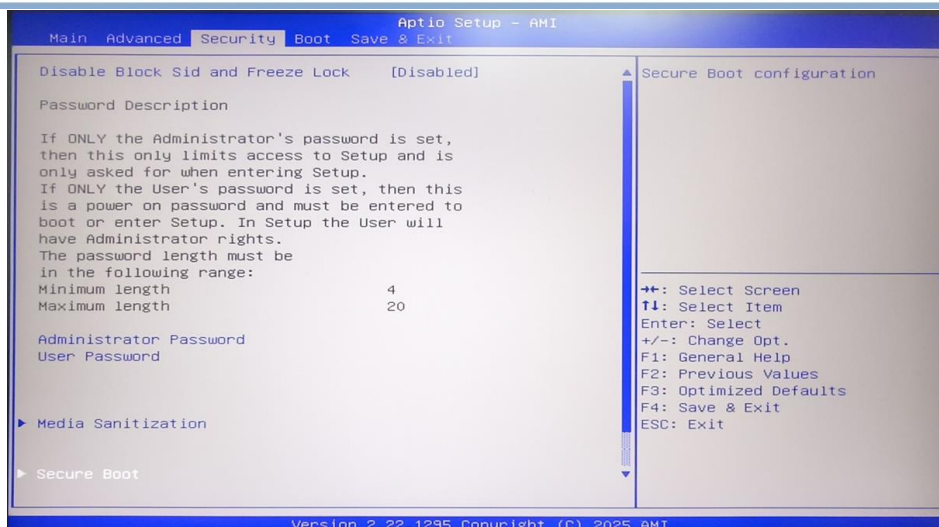 Aptio Setup - AMI
Main Advanced Security Boot Save & Exit
Disable Block Sid and Freeze Lock [Disabled]
Password Description
If ONLY the Administrator's password is set,
then this only limits access to Setup and is
only asked for when entering Setup.
If ONLY the User's password is set, then this
is a power on password and must be entered to
boot or enter Setup. In Setup the User will
have Administrator rights.
The password length must be
in the following range:
Minimum length 4
Maximum length 20
Administrator Password
User Password
Media Sanitization
Secure Boot
Secure Boot configuration
→←: Select Screen
↑↓: Select Item
Enter: Select
+/-: Change Opt.
F1: General Help
F2: Previous Values
F3: Optimized Defaults
F4: Save & Exit
ESC: Exit
Version 2.22.1295 Copyright (C) 2025 AMI